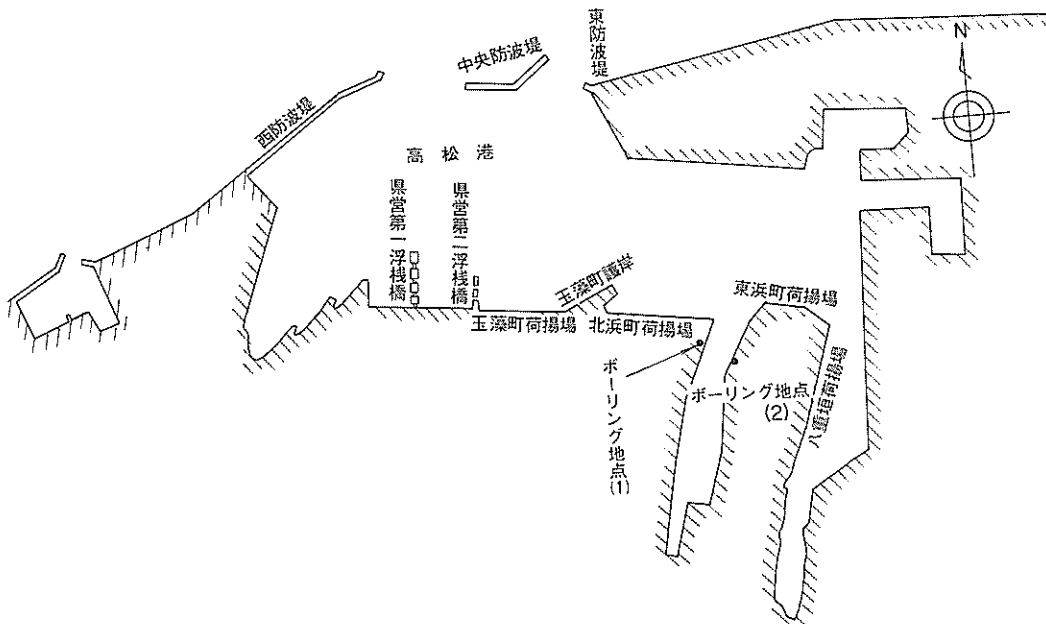 中央防波堤
東防波堤
西防波堤
N
高松港
県営第一浮桟橋
県営第二浮桟橋
玉藻町護岸
東浜町荷揚場
玉藻町荷揚場
北浜町荷揚場
ボーリング地点(1)
ボーリング地点
(2)
八重垣荷揚場